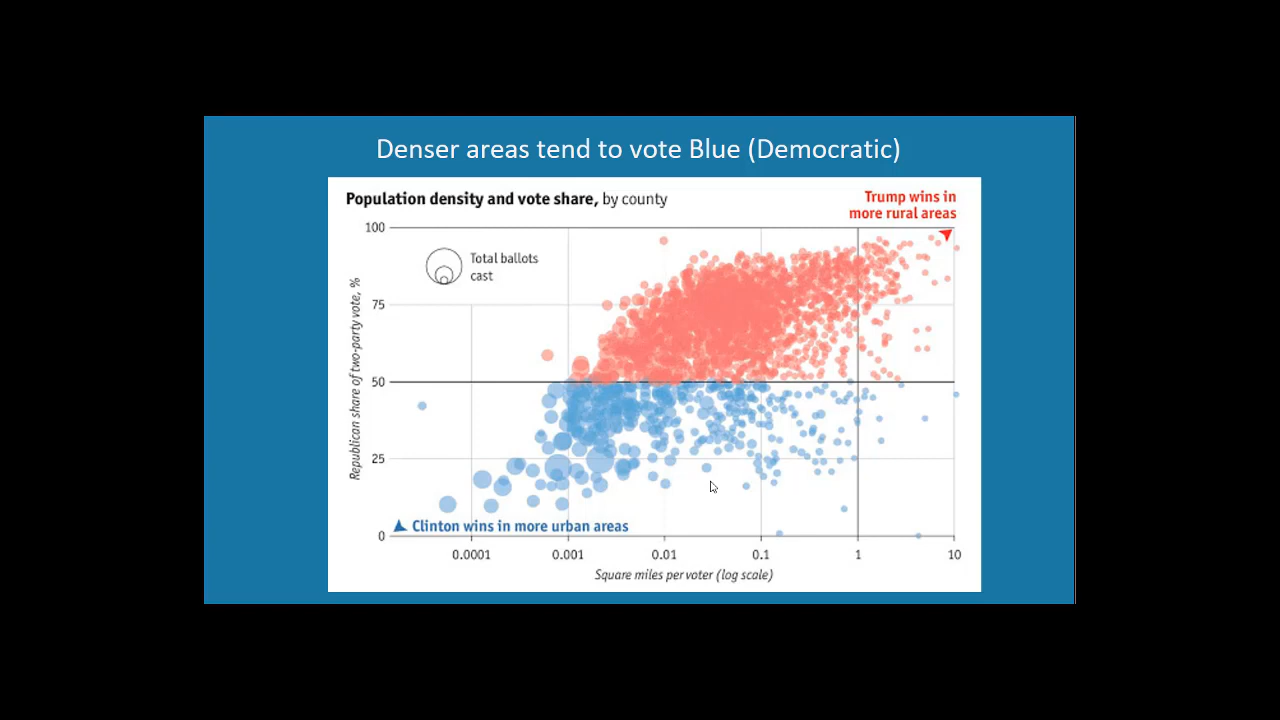 Denser areas tend to vote Blue (Democratic)
Population density and vote share, by county
Trump wins in
more rural areas
100
Total ballots
cast
75
50
25
0
Republican share of two-party vote, %
Clinton wins in more urban areas
0.0001
0.001
0.01
0.1
1
10
Square miles per voter (log scale)